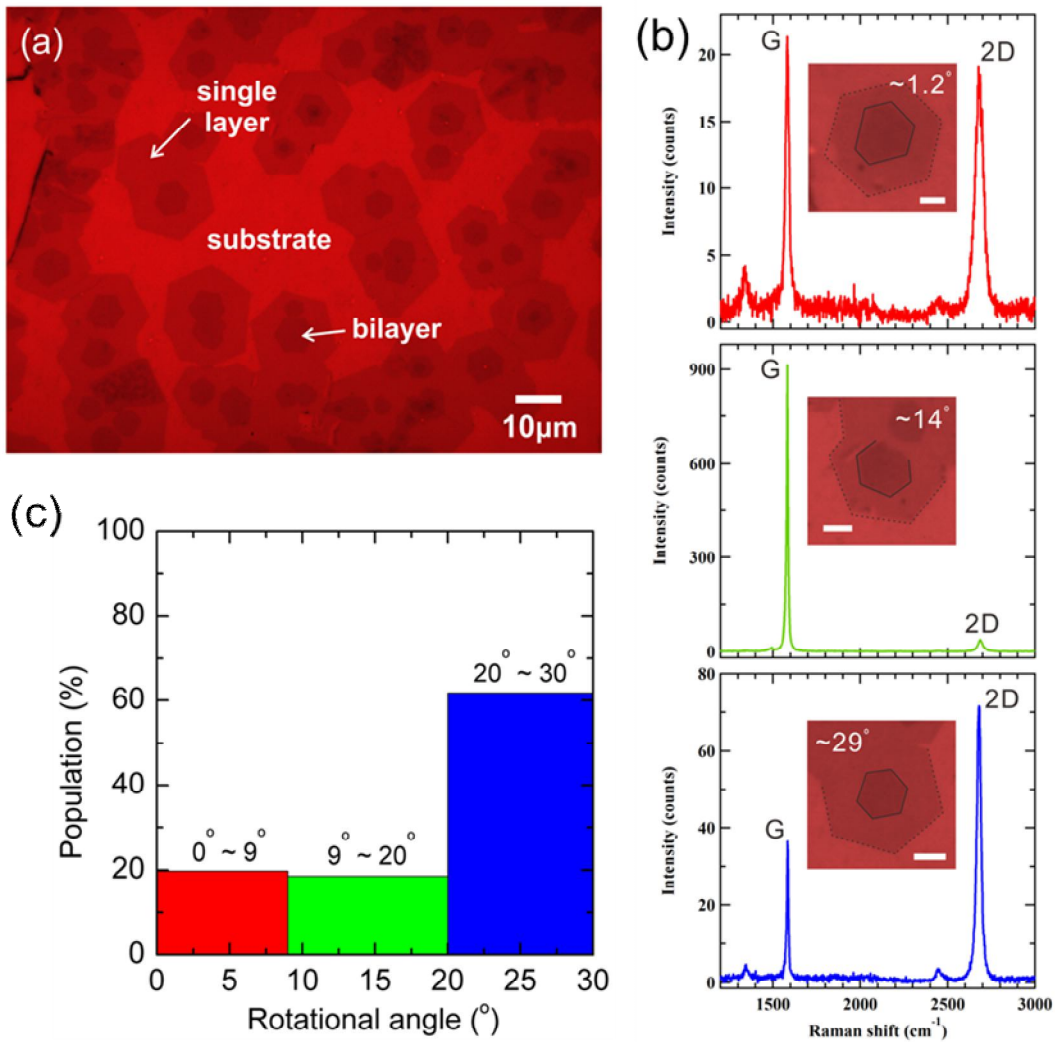 (a)
single
layer
substrate
bilayer
10μm
(b)
G
2D
~1.2°
Intensity (counts)
20
15
10
5
0
G
2D
~14°
Intensity (counts)
900
600
300
0
G
2D
~29°
Intensity (counts)
80
60
40
20
0
1500 2000 2500 3000
Raman shift (cm⁻¹)
(c)
Population (%)
100
80
60
40
20
0
0° ~ 9°
9° ~ 20°
20° ~ 30°
0 5 10 15 20 25 30
Rotational angle (°)